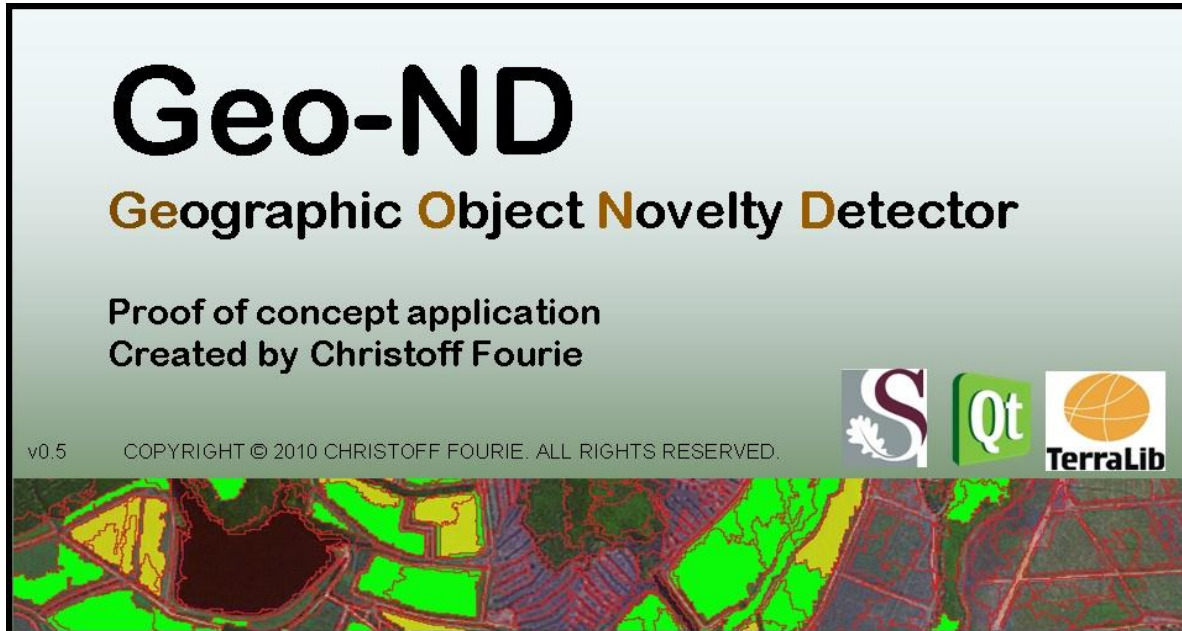 Geo-ND
Geographic Object Novelty Detector
Proof of concept application
Created by Christoff Fourie
S
Qt
TerraLib
v0.5 COPYRIGHT © 2010 CHRISTOFF FOURIE. ALL RIGHTS RESERVED.